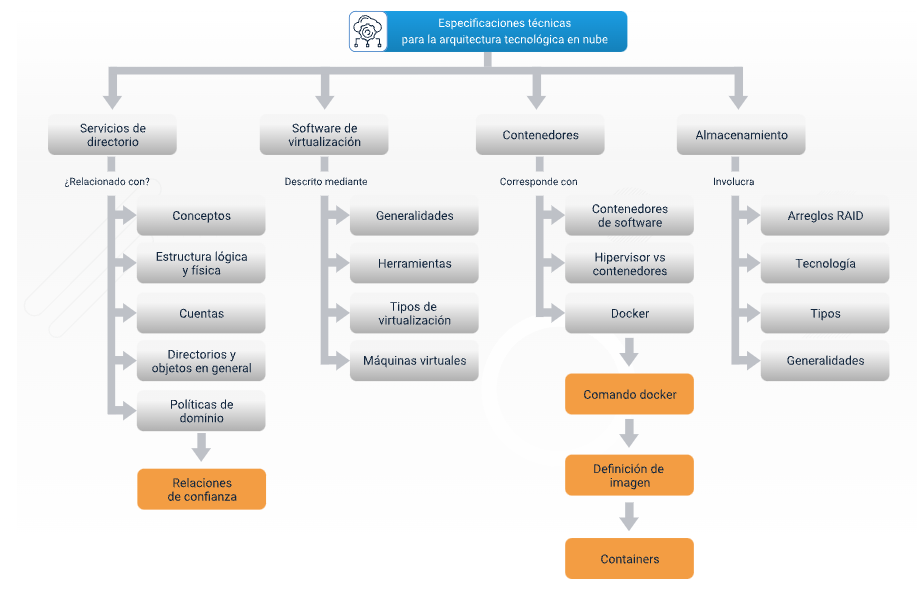 Especificaciones técnicas
para la arquitectura tecnológica en nube
Servicios de
directorio
¿Relacionado con?
Conceptos
Estructura lógica
y física
Cuentas
Directorios y
objetos en general
Políticas de
dominio
Relaciones
de confianza
Software de
virtualización
Descrito mediante
Generalidades
Herramientas
Tipos de
virtualización
Máquinas virtuales
Contenedores
Corresponde con
Contenedores
de software
Hipervisor vs
contenedores
Docker
Comando docker
Definición de
imagen
Containers
Almacenamiento
Involucra
Arreglos RAID
Tecnología
Tipos
Generalidades